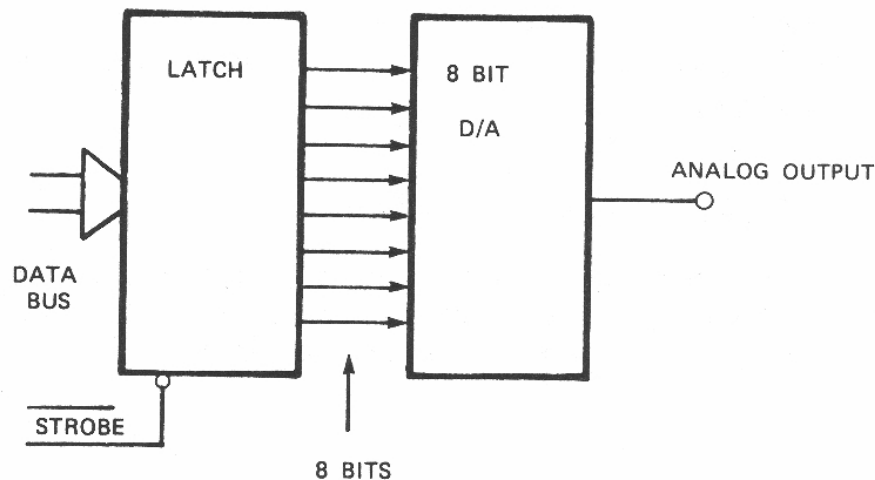 LATCH
8 BIT
D/A
ANALOG OUTPUT
DATA
BUS
STROBE
8 BITS